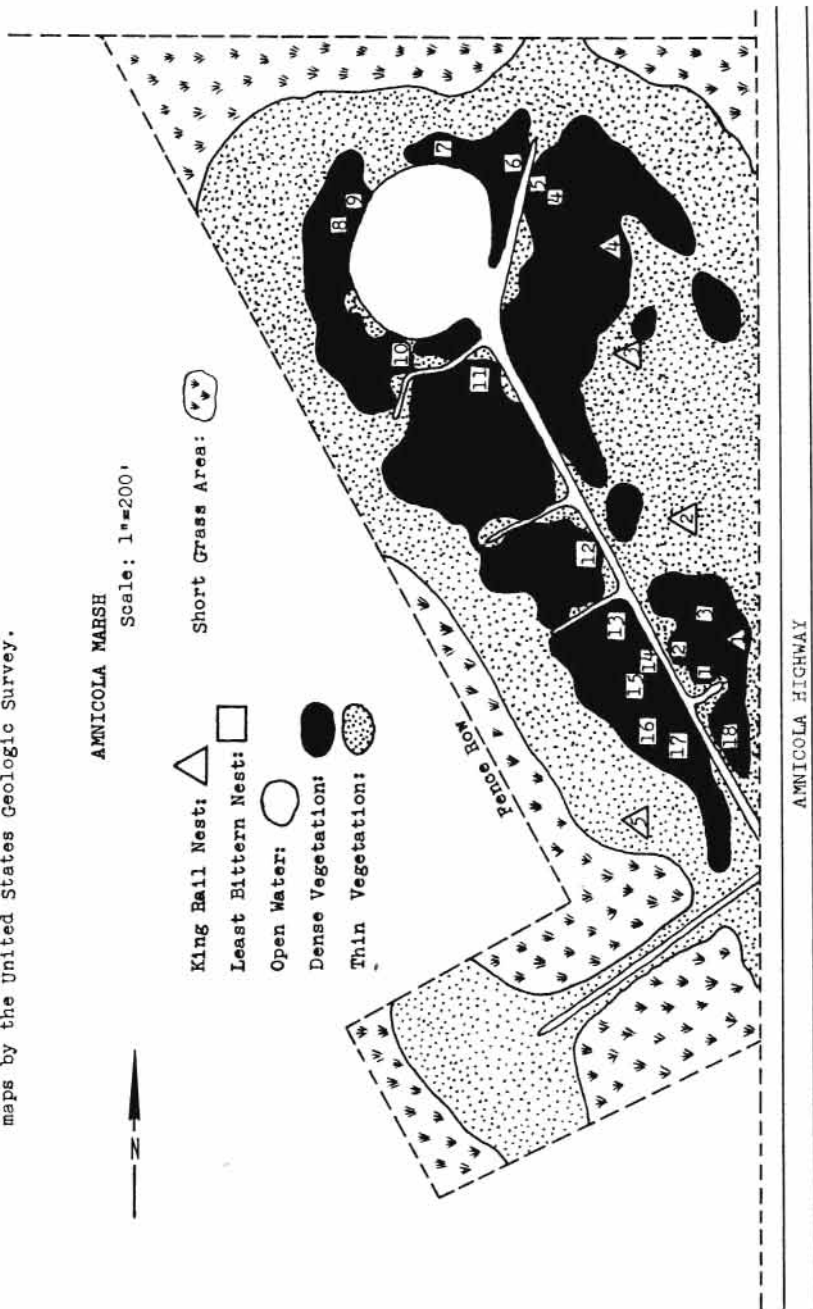 maps by the United States Geologic Survey.
AMNICOLA MARSH
Scale: 1"=200'
N
King Rail Nest:
Least Bittern Nest:
Open Water:
Dense Vegetation:
Thin Vegetation:
Short Grass Area:
Fence Row
8
9
7
6
5
4
4
10
11
3
12
2
13
14
15
16
17
2
3
1
1
18
5
AMNICOLA HIGHWAY